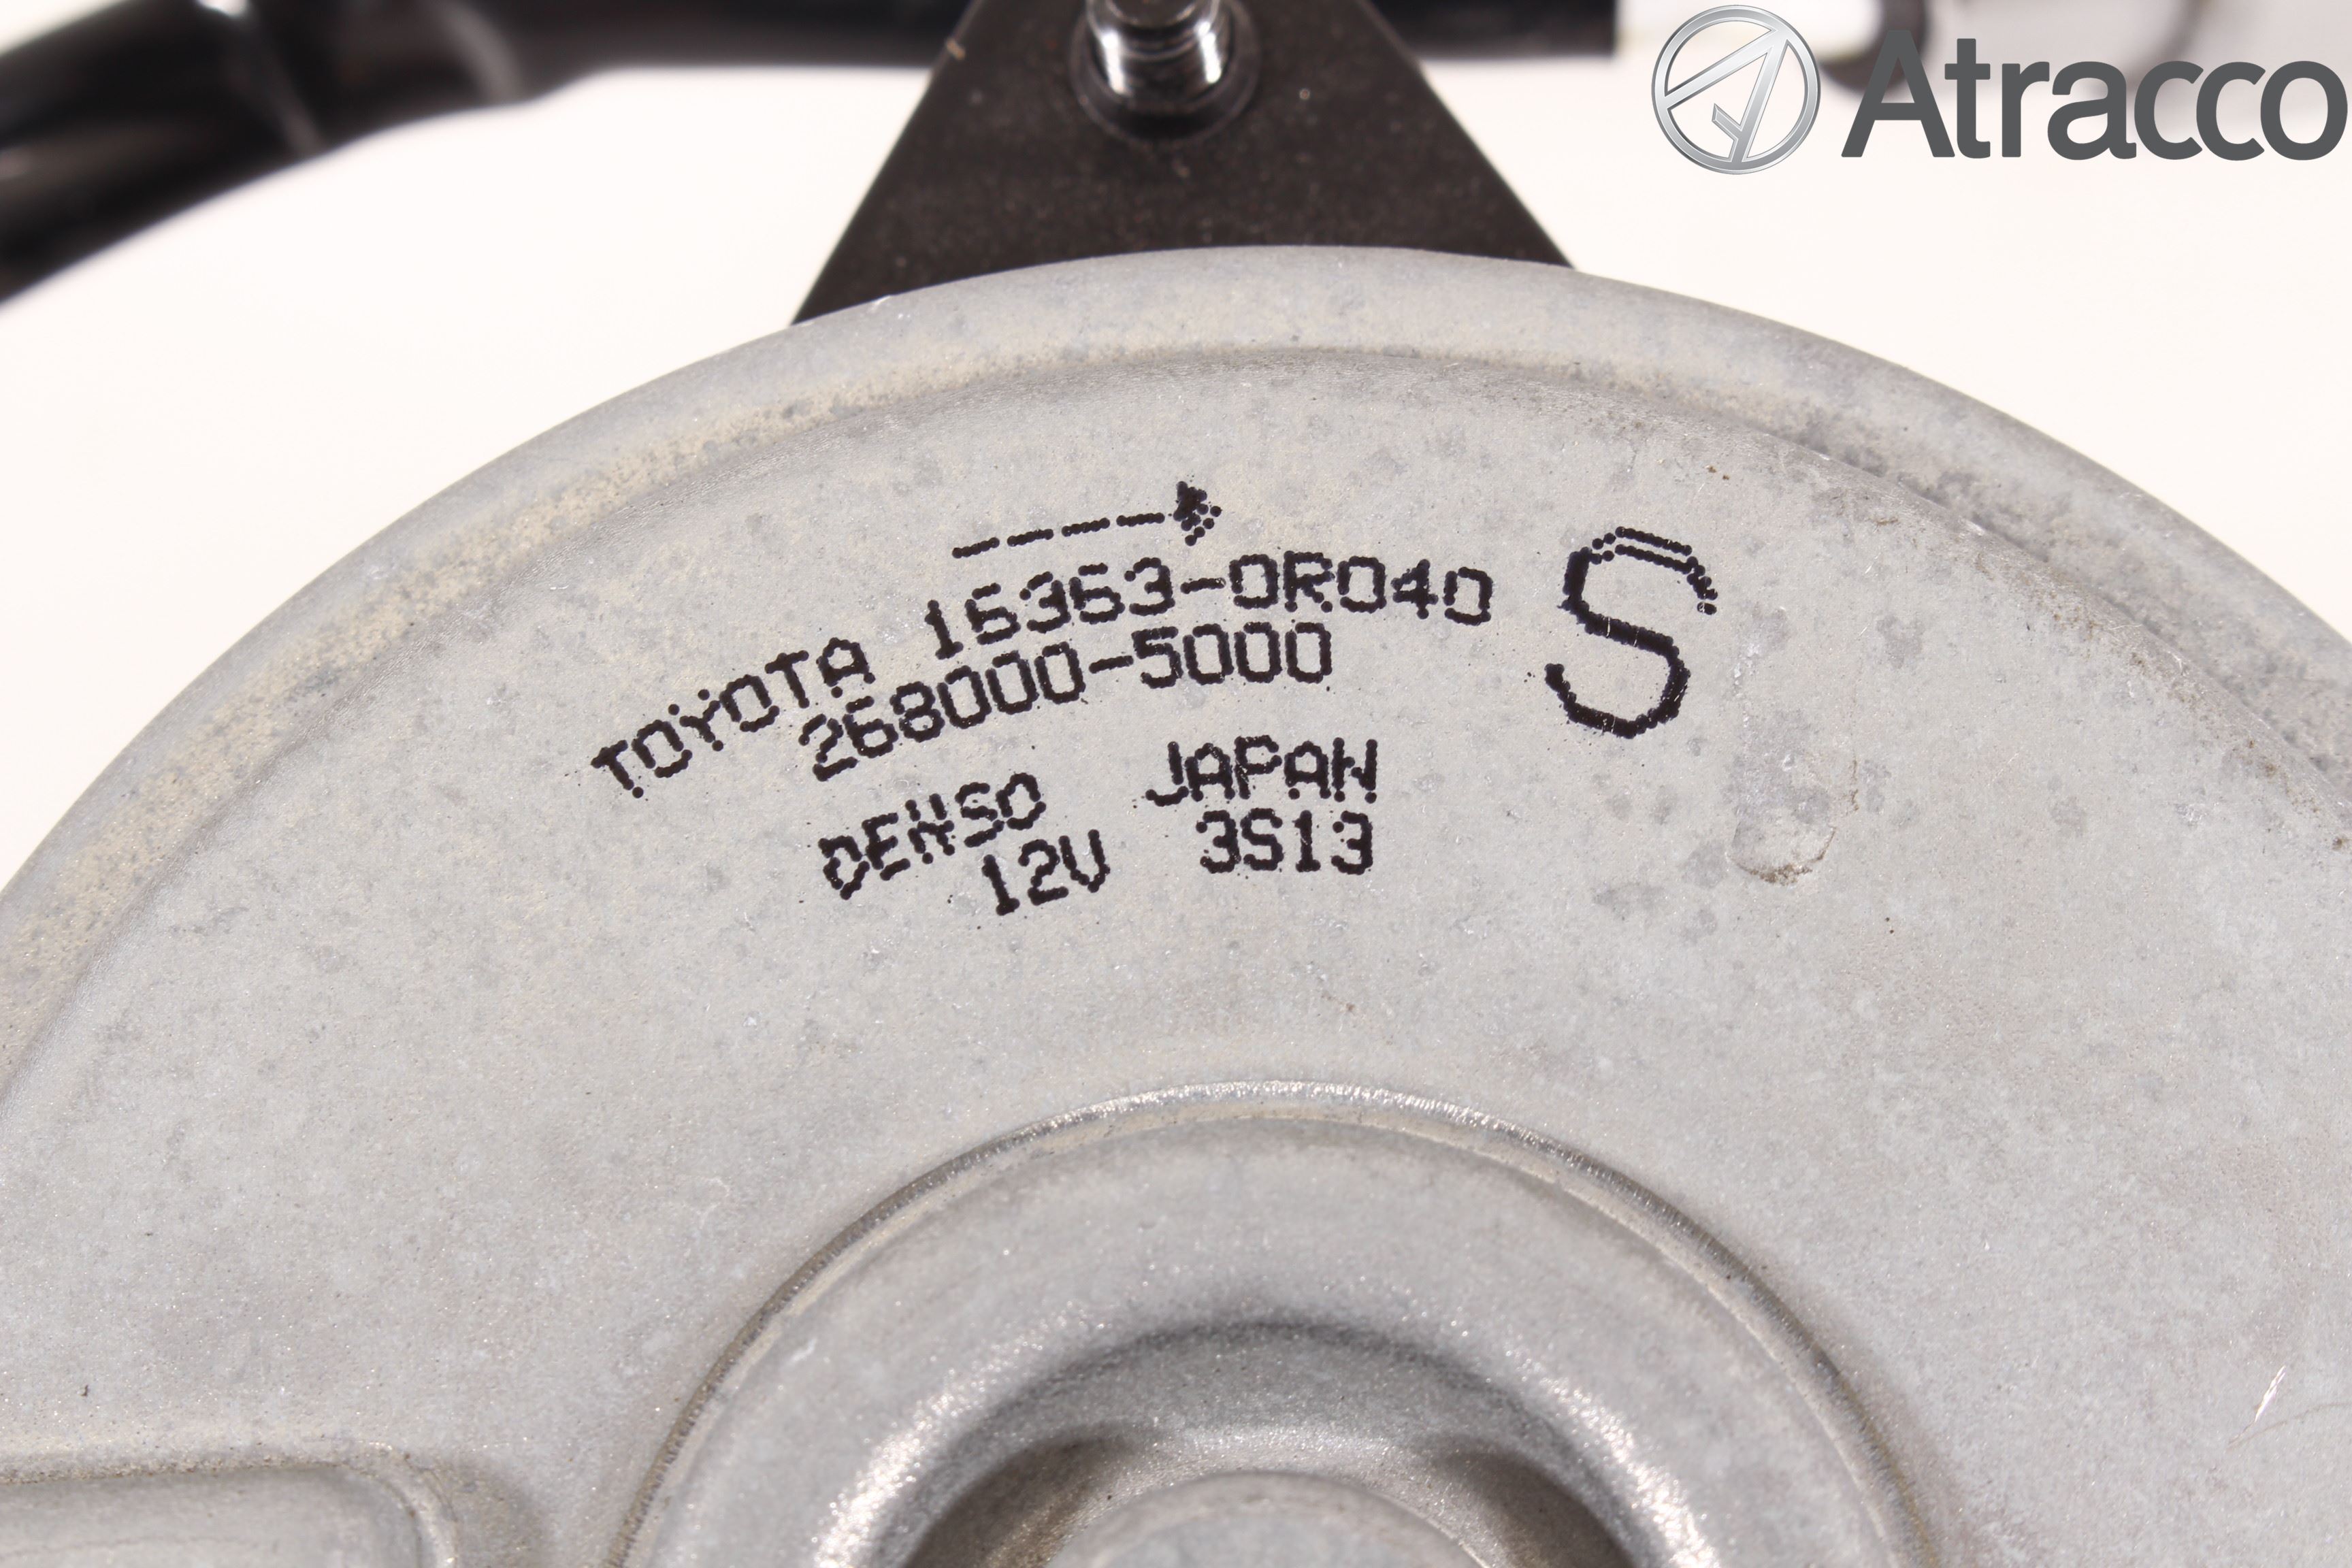 Atracco
TOYOTA 16363-0R040 S
268000-5000
DENSO JAPAN
12V 3S13